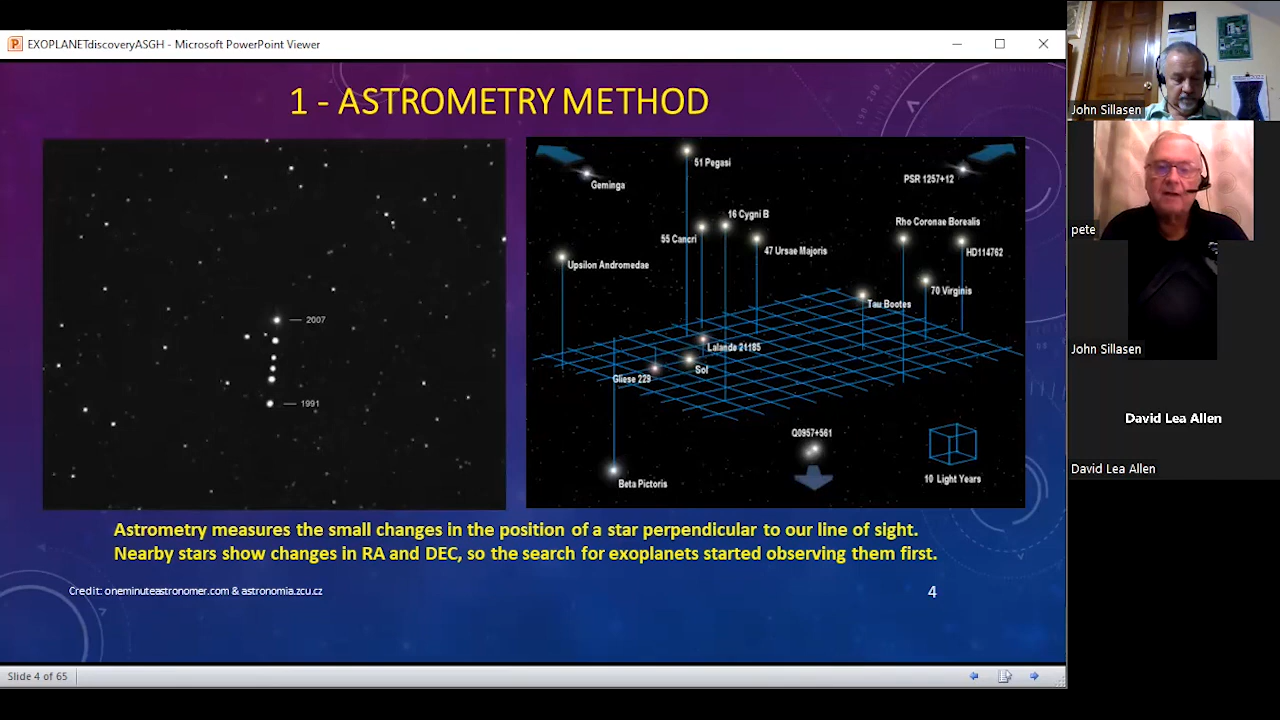 EXOPLANETdiscoveryASGH - Microsoft PowerPoint Viewer
1 - ASTROMETRY METHOD
2007
1991
51 Pegasi
Geminga
PSR 1257+12
16 Cygni B
55 Cancri
Rho Coronae Borealis
47 Ursae Majoris
HD114762
Upsilon Andromedae
70 Virginis
Tau Bootes
Lalande 21185
Sol
Gliese 229
Q0957+561
Beta Pictoris
10 Light Years
Astrometry measures the small changes in the position of a star perpendicular to our line of sight.
Nearby stars show changes in RA and DEC, so the search for exoplanets started observing them first.
Credit: oneminuteastronomer.com & astronomia.zcu.cz
4
Slide 4 of 65
John Sillasen
pete
John Sillasen
David Lea Allen
David Lea Allen